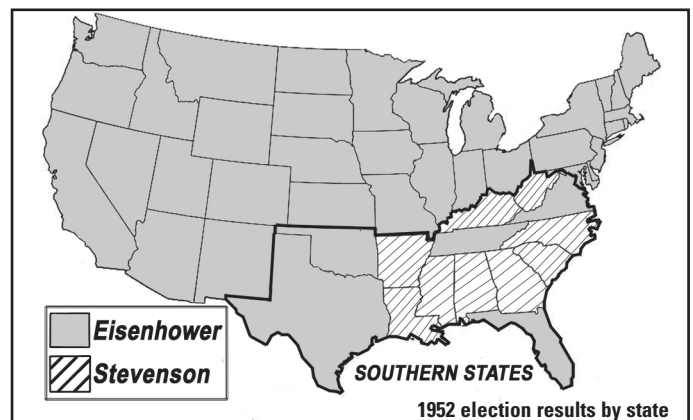 Eisenhower
Stevenson
SOUTHERN STATES
1952 election results by state